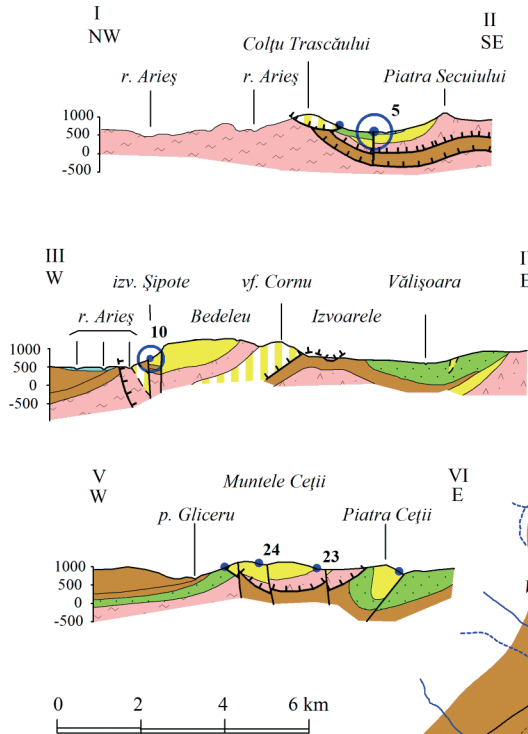 I
NW
II
SE
Colţu Trascăului
r. Arieş
r. Arieş
Piatra Secuiului
5
1000
500
0
-500
III
W
E
izv. Şipote
vf. Cornu
Vălişoara
r. Arieş
10
Bedeleu
Izvoarele
1000
500
0
-500
V
W
VI
E
Muntele Ceţii
p. Gliceru
Piatra Ceţii
24
23
1000
500
0
-500
0
2
4
6 km